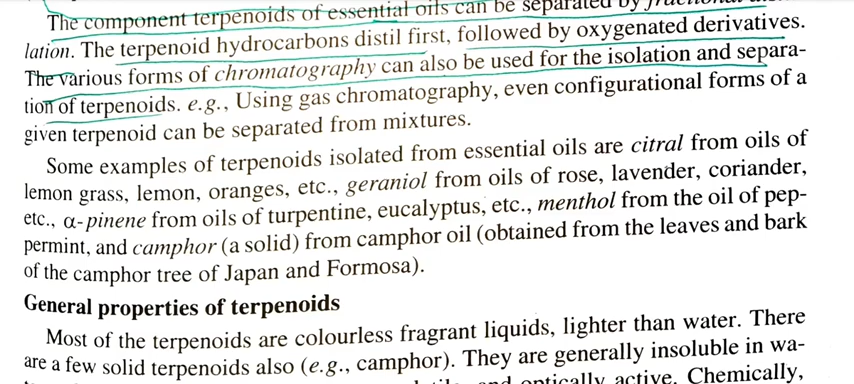 The component terpenoids of essential oils can be separated by
lation. The terpenoid hydrocarbons distil first, followed by oxygenated derivatives.
The various forms of chromatography can also be used for the isolation and separa-
tion of terpenoids. e.g., Using gas chromatography, even configurational forms of a
given terpenoid can be separated from mixtures.
Some examples of terpenoids isolated from essential oils are citral from oils of
lemon grass, lemon, oranges, etc., geraniol from oils of rose, lavender, coriander,
etc., α-pinene from oils of turpentine, eucalyptus, etc., menthol from the oil of pep-
permint, and camphor (a solid) from camphor oil (obtained from the leaves and bark
of the camphor tree of Japan and Formosa).
General properties of terpenoids
Most of the terpenoids are colourless fragrant liquids, lighter than water. There
are a few solid terpenoids also (e.g., camphor). They are generally insoluble in wa-
optically active. Chemically,